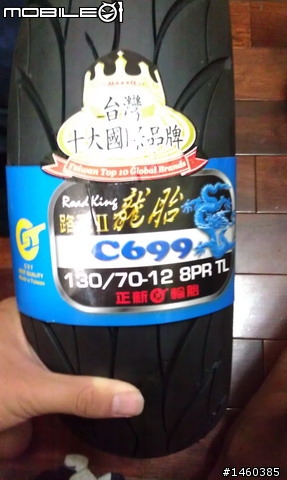 MOBILE01
MAXXIS
台灣
十大國際品牌
Taiwan Top 10 Global Brands
Road King
路王II 龍胎
C699
130/70-12 8PR TL
正新輪胎
#1460385